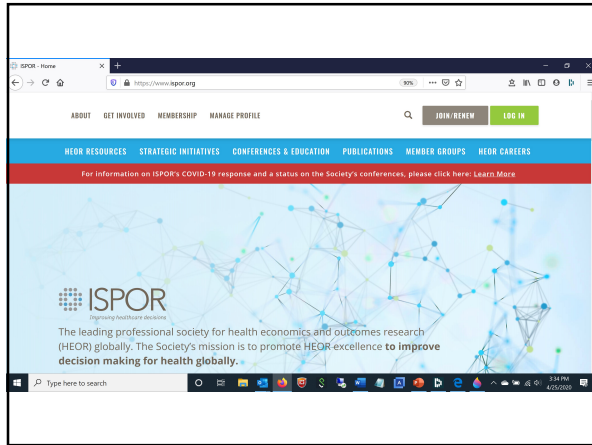 ISPOR - Home
https://www.ispor.org
90%
ABOUT GET INVOLVED MEMBERSHIP MANAGE PROFILE JOIN/RENEW LOG IN
HEOR RESOURCES STRATEGIC INITIATIVES CONFERENCES & EDUCATION PUBLICATIONS MEMBER GROUPS HEOR CAREERS
For information on ISPOR's COVID-19 response and a status on the Society's conferences, please click here: Learn More
ISPOR
Improving healthcare decisions
The leading professional society for health economics and outcomes research
(HEOR) globally. The Society's mission is to promote HEOR excellence to improve
decision making for health globally.
Type here to search
3:34 PM
4/25/2020